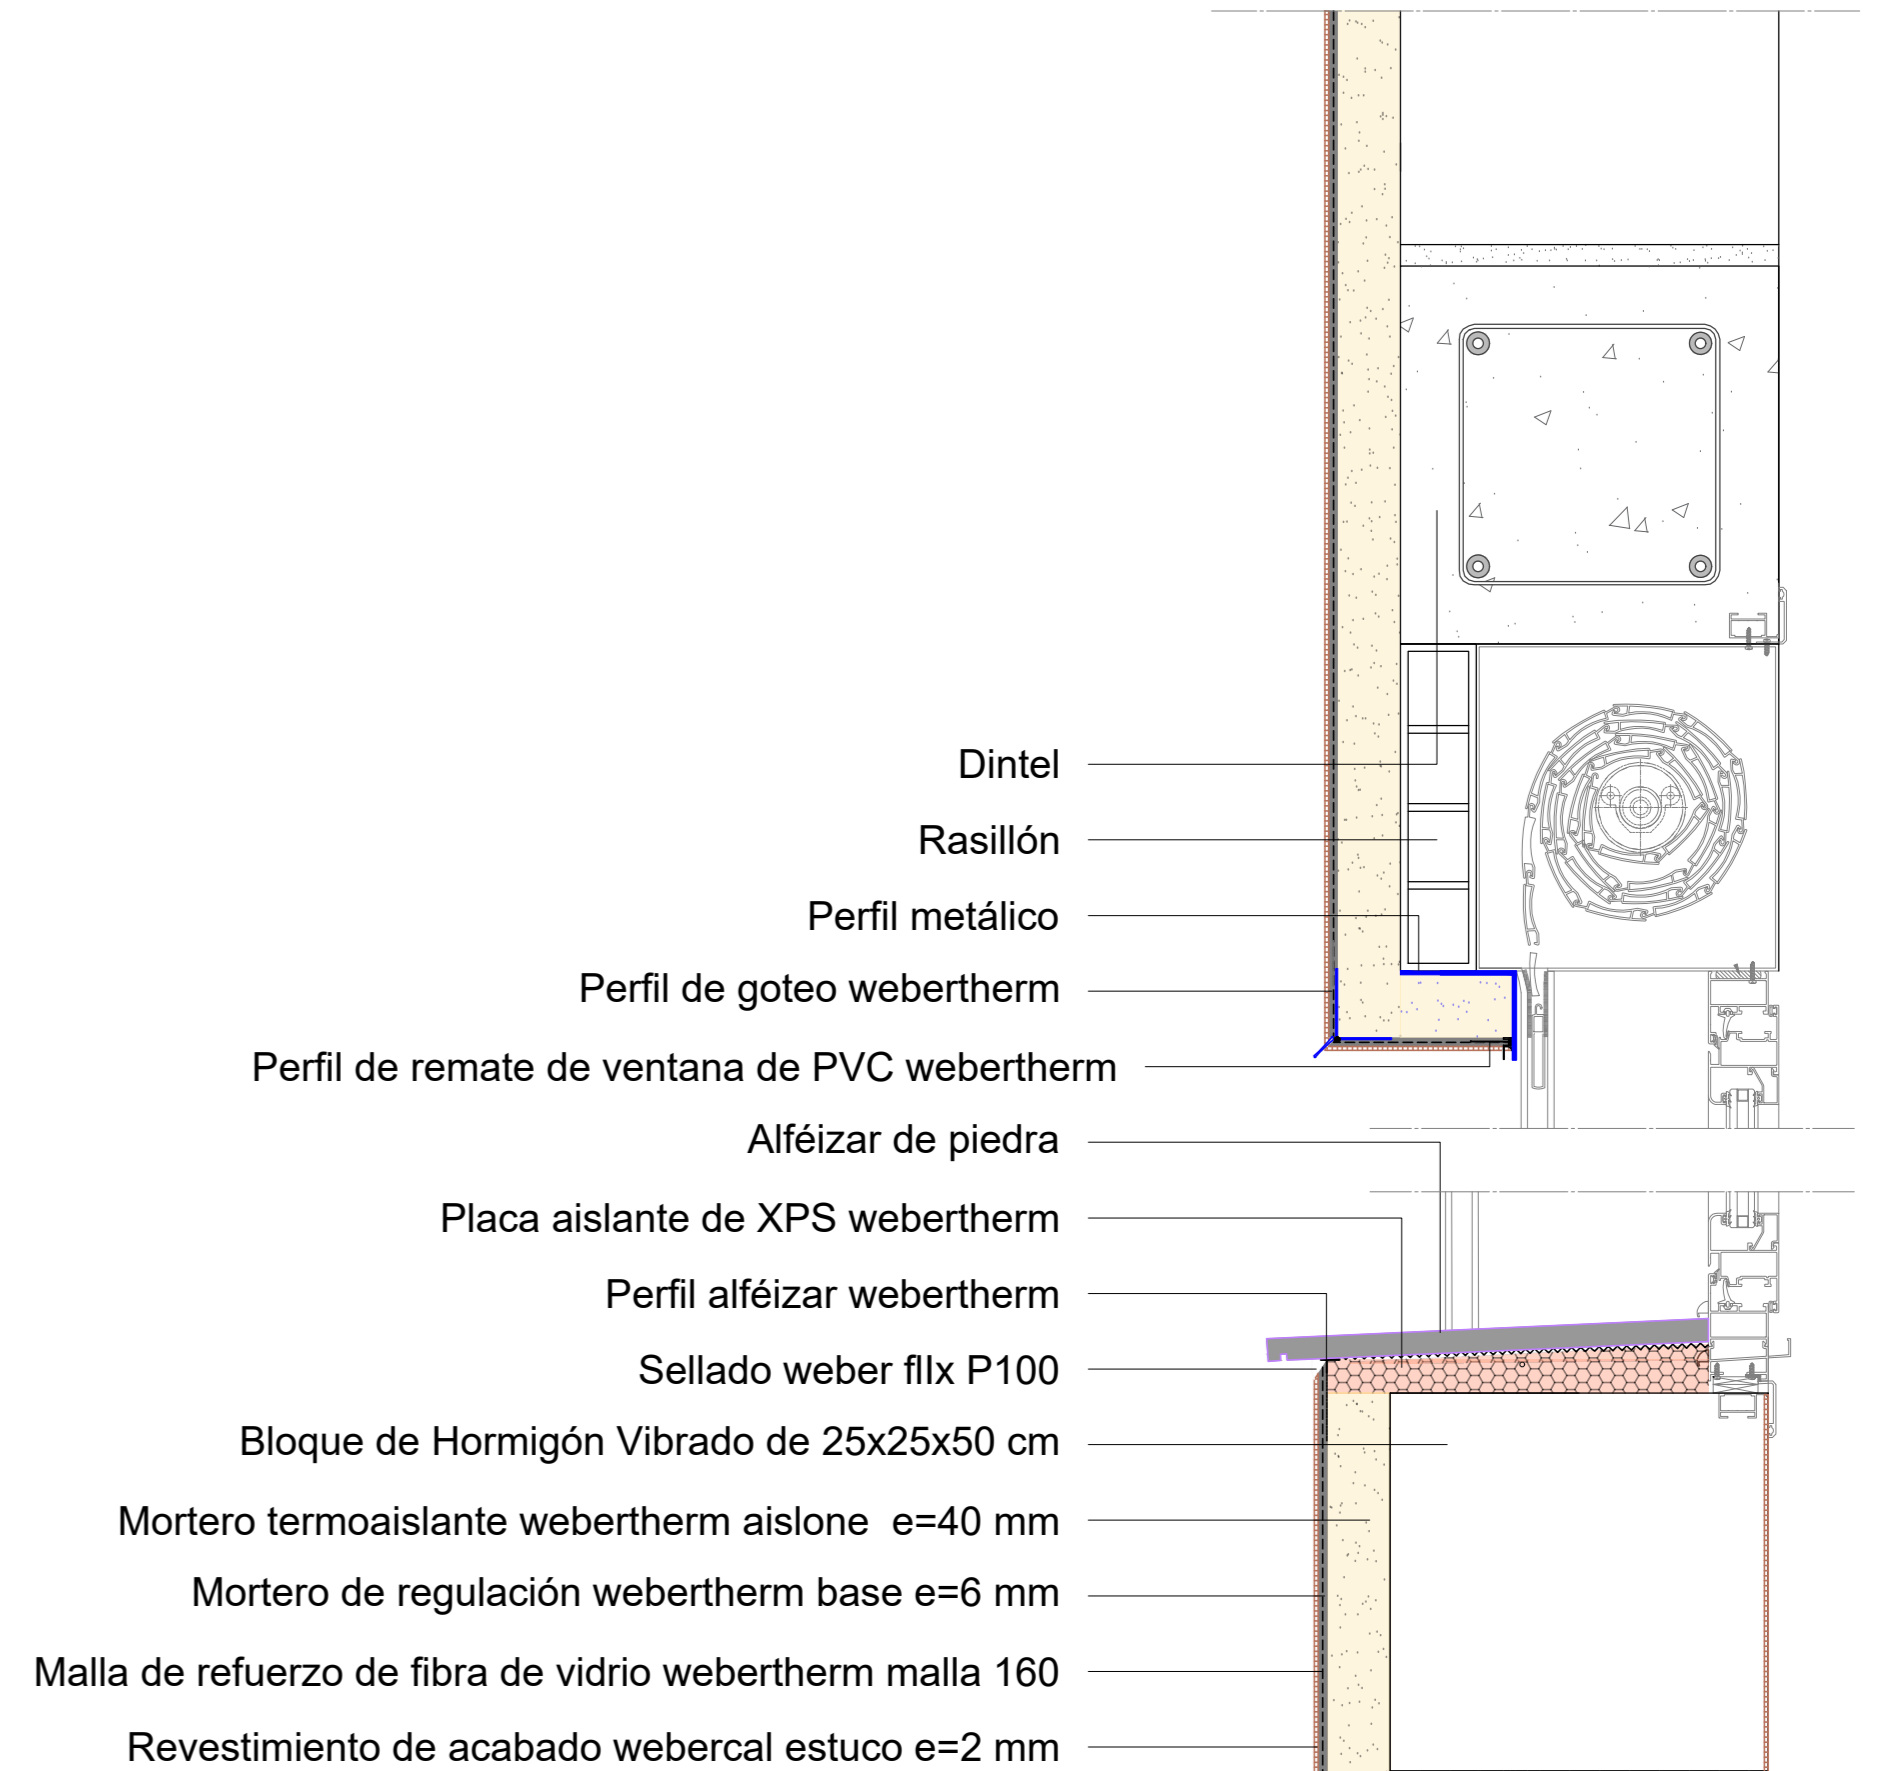 Dintel
Rasillón
Perfil metálico
Perfil de goteo webertherm
Perfil de remate de ventana de PVC webertherm
Alféizar de piedra
Placa aislante de XPS webertherm
Perfil alféizar webertherm
Sellado weber flIx P100
Bloque de Hormigón Vibrado de 25x25x50 cm
Mortero termoaislante webertherm aislone e=40 mm
Mortero de regulación webertherm base e=6 mm
Malla de refuerzo de fibra de vidrio webertherm malla 160
Revestimiento de acabado webercal estuco e=2 mm